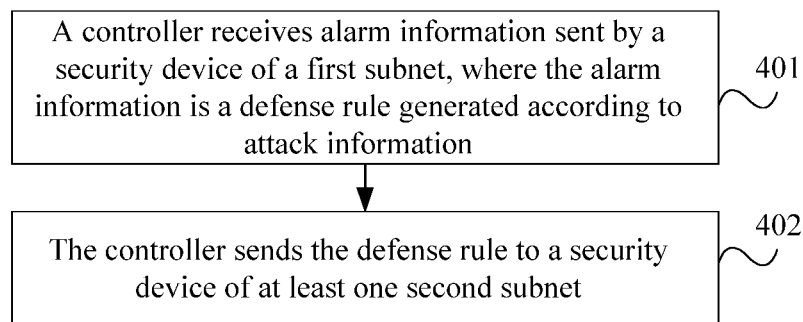 A controller receives alarm information sent by a
security device of a first subnet, where the alarm
information is a defense rule generated according to
attack information
401
The controller sends the defense rule to a security
device of at least one second subnet
402